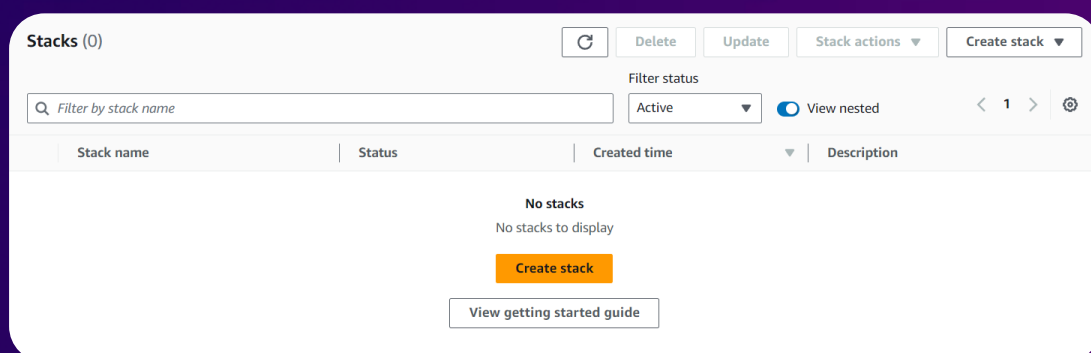 Stacks (0)
Delete
Update
Stack actions
Create stack
Filter status
Filter by stack name
Active
View nested
1
Stack name
Status
Created time
Description
No stacks
No stacks to display
Create stack
View getting started guide